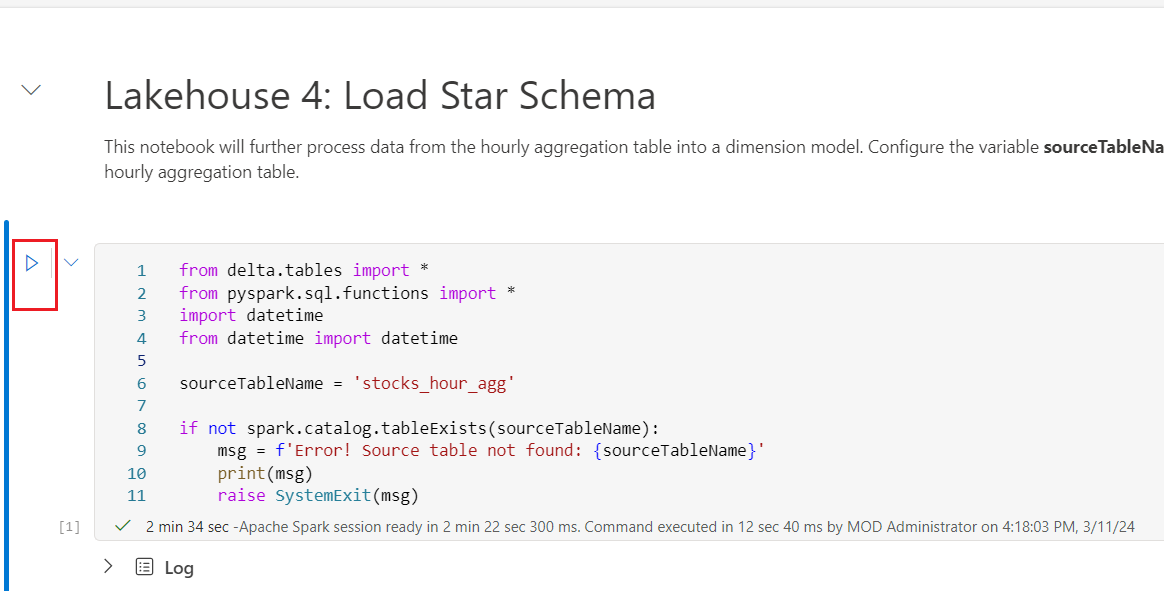 Lakehouse 4: Load Star Schema
This notebook will further process data from the hourly aggregation table into a dimension model. Configure the variable sourceTableNa
hourly aggregation table.
1 from delta.tables import *
2 from pyspark.sql.functions import *
3 import datetime
4 from datetime import datetime
5
6 sourceTableName = 'stocks_hour_agg'
7
8 if not spark.catalog.tableExists(sourceTableName):
9 msg = f'Error! Source table not found: {sourceTableName}'
10 print(msg)
11 raise SystemExit(msg)
[1] 2 min 34 sec -Apache Spark session ready in 2 min 22 sec 300 ms. Command executed in 12 sec 40 ms by MOD Administrator on 4:18:03 PM, 3/11/24
Log